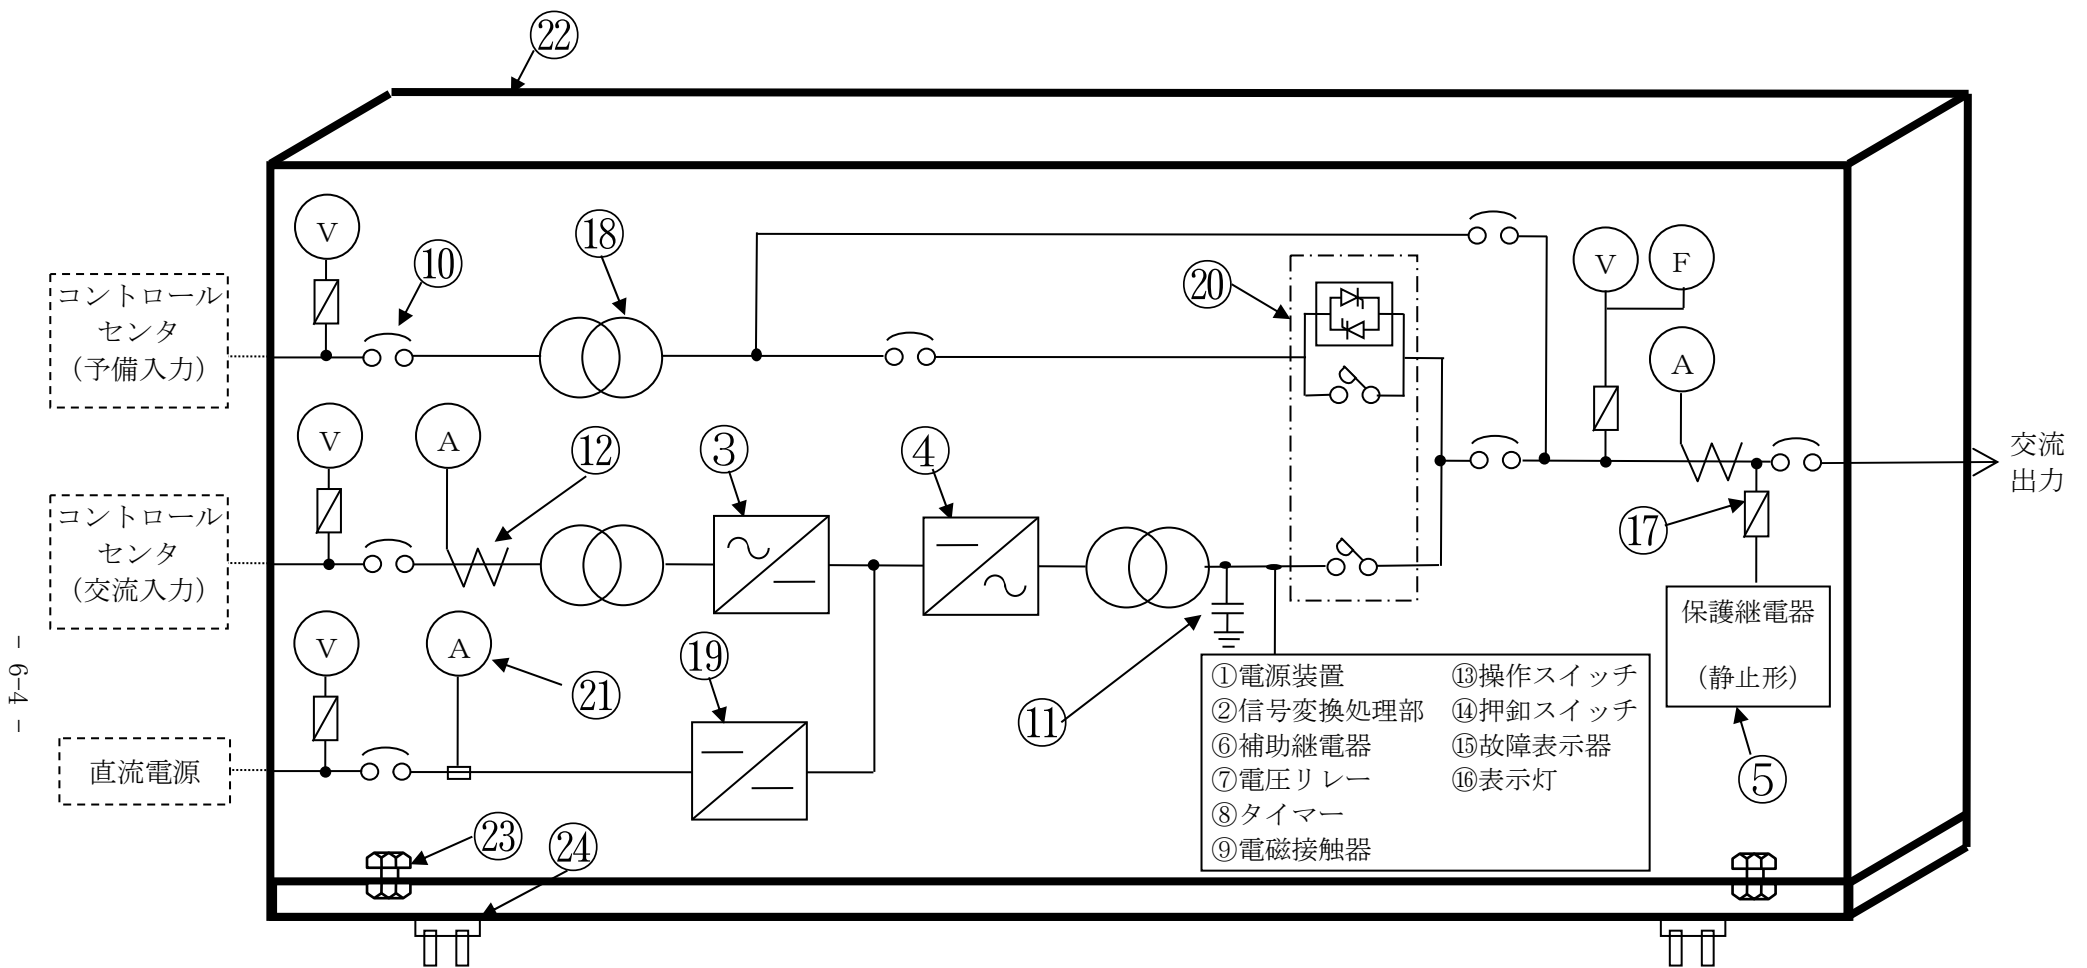 ㉒
V
⑩
⑱
コントロール
センタ
（予備入力）
⑳
V
F
A
V
A
⑫
③
④
コントロール
センタ
（交流入力）
交流
出力
⑰
V
A
㉑
⑲
⑪
直流電源
①電源装置
②信号変換処理部
⑥補助継電器
⑦電圧リレー
⑧タイマー
⑨電磁接触器
⑬操作スイッチ
⑭押釦スイッチ
⑮故障表示器
⑯表示灯
保護継電器
（静止形）
⑤
㉓
㉔
- 6-4 -